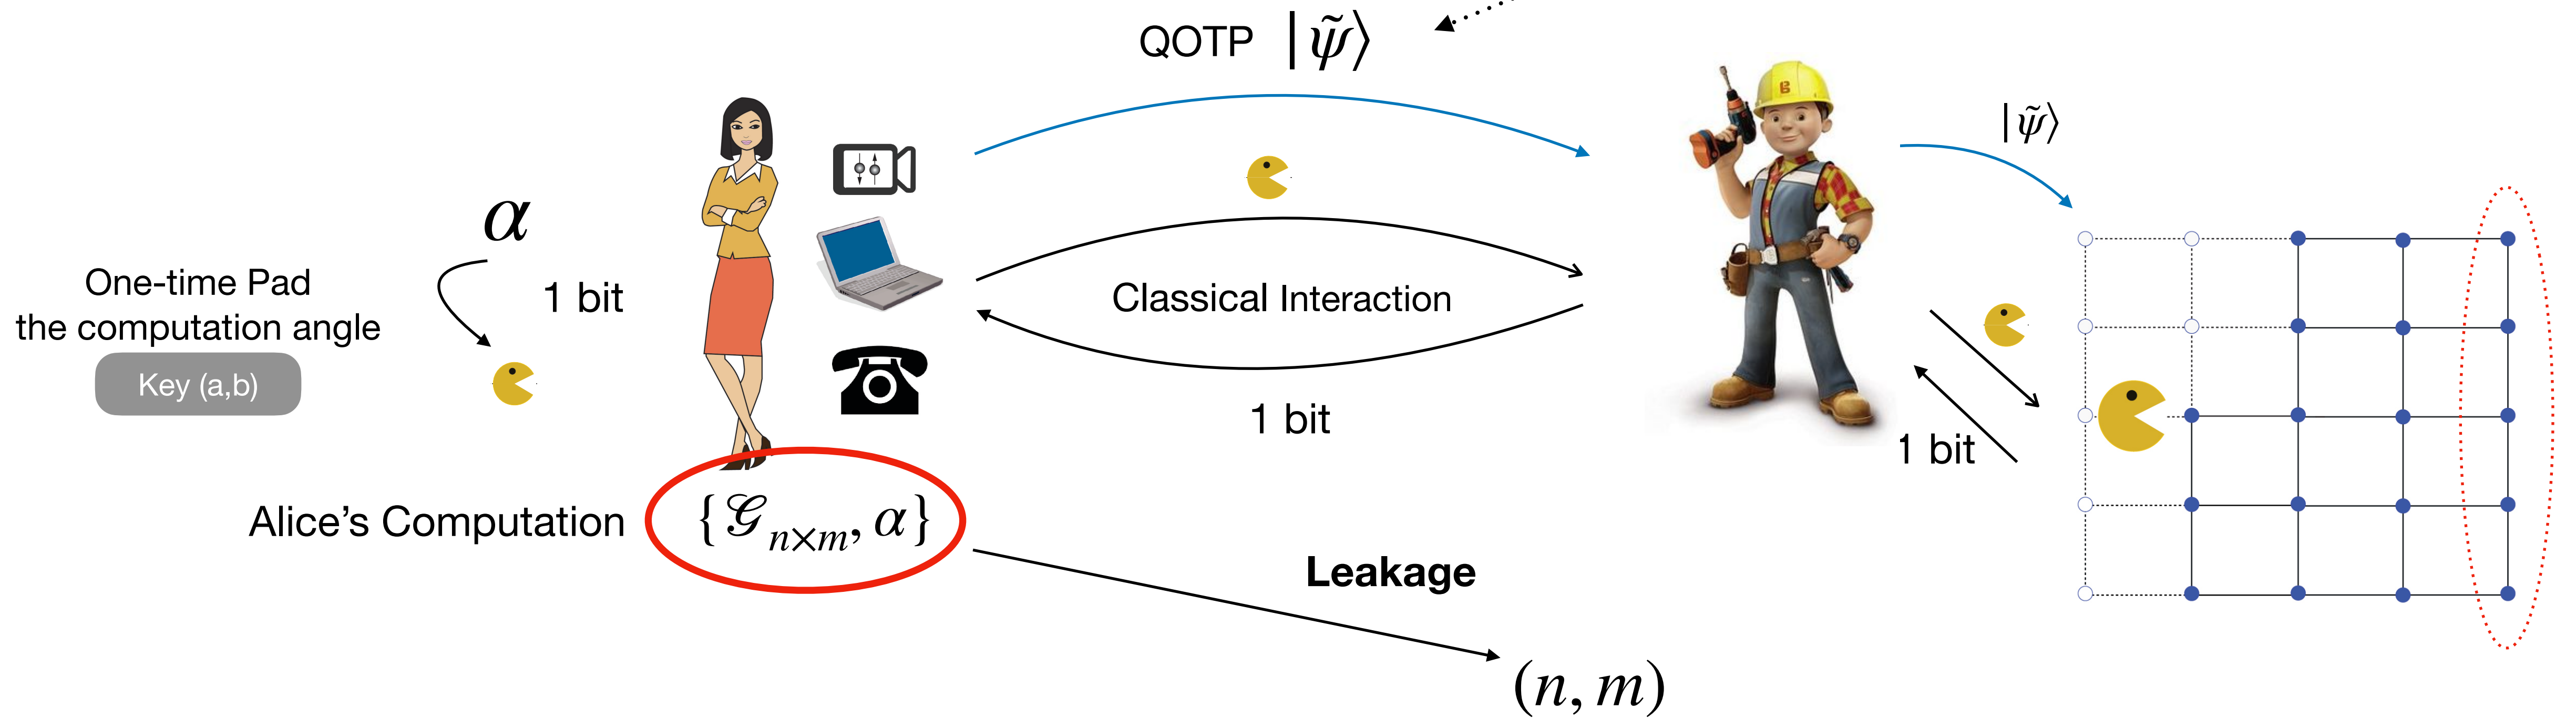 QOTP |ψ̃⟩
|ψ̃⟩
α
One-time Pad
the computation angle
Key (a,b)
1 bit
Classical Interaction
1 bit
1 bit
Alice’s Computation {𝒢n×m, α}
Leakage
(n, m)
B